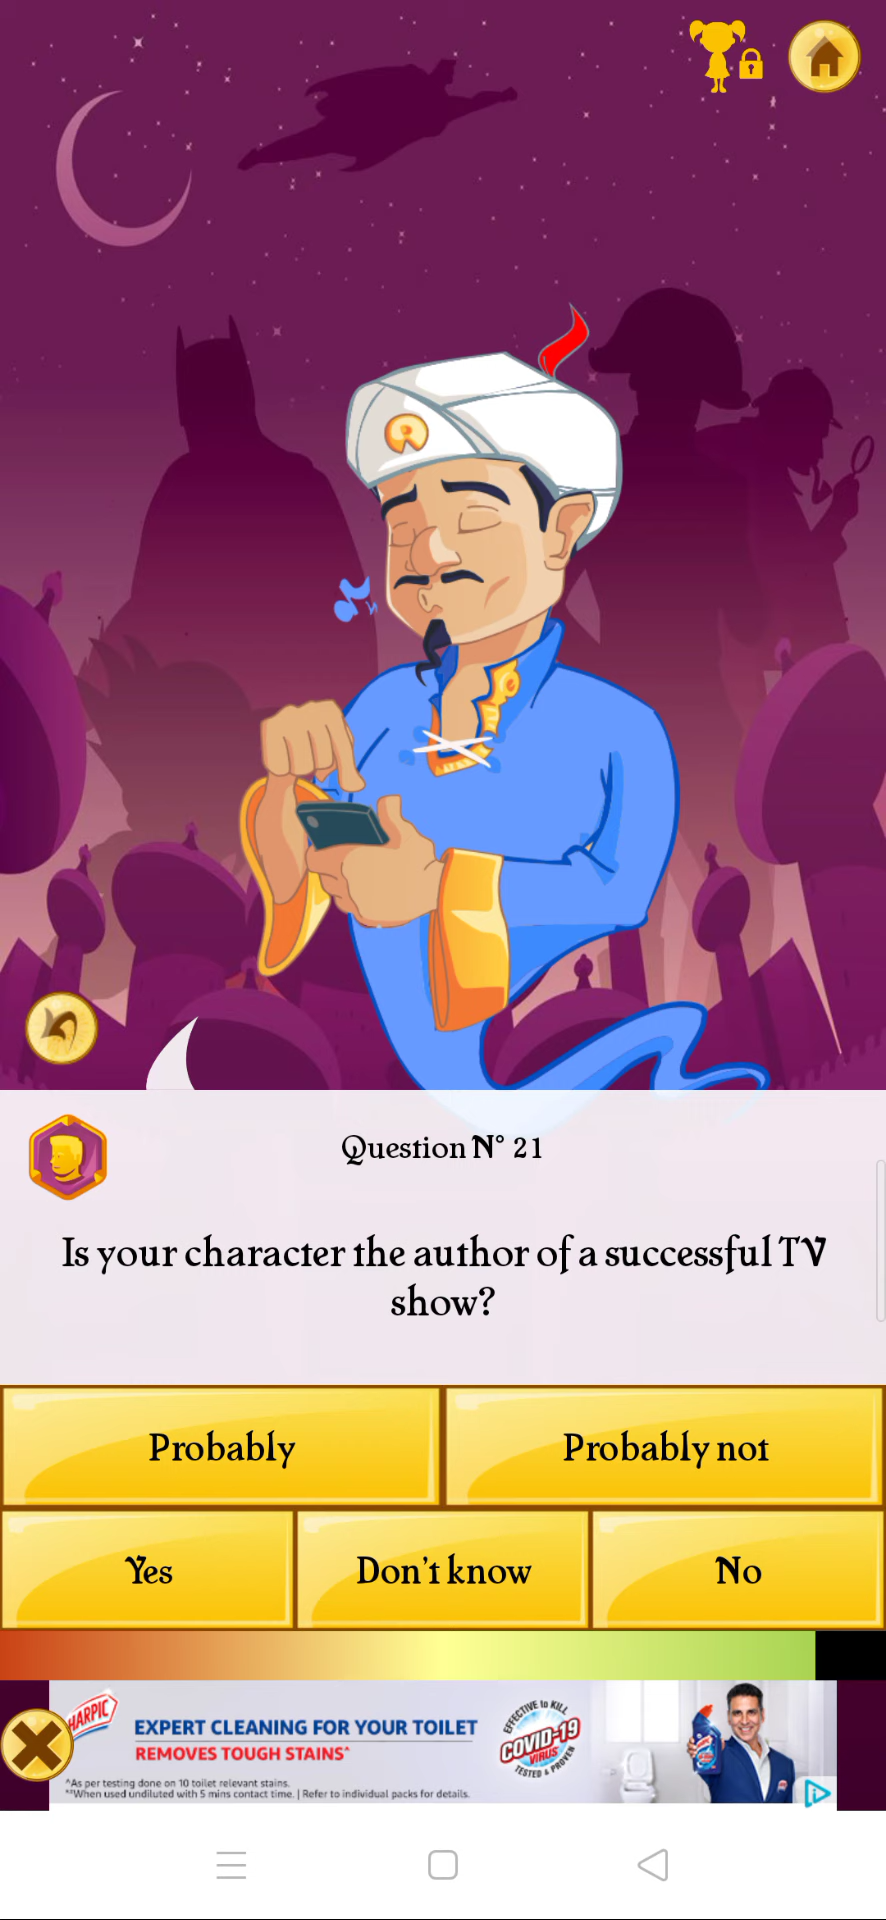 Question N° 21
Is your character the author of a successful TV
show?
Probably
Probably not
Yes
Don't know
No
HARPIC
EXPERT CLEANING FOR YOUR TOILET
REMOVES TOUGH STAINS^
^As per testing done on 10 toilet relevant stains.
*‡When used undiluted with 5 mins contact time. | Refer to individual packs for details.
EFFECTIVE to KILL
COVID-19
VIRUS
TESTED & PROVEN